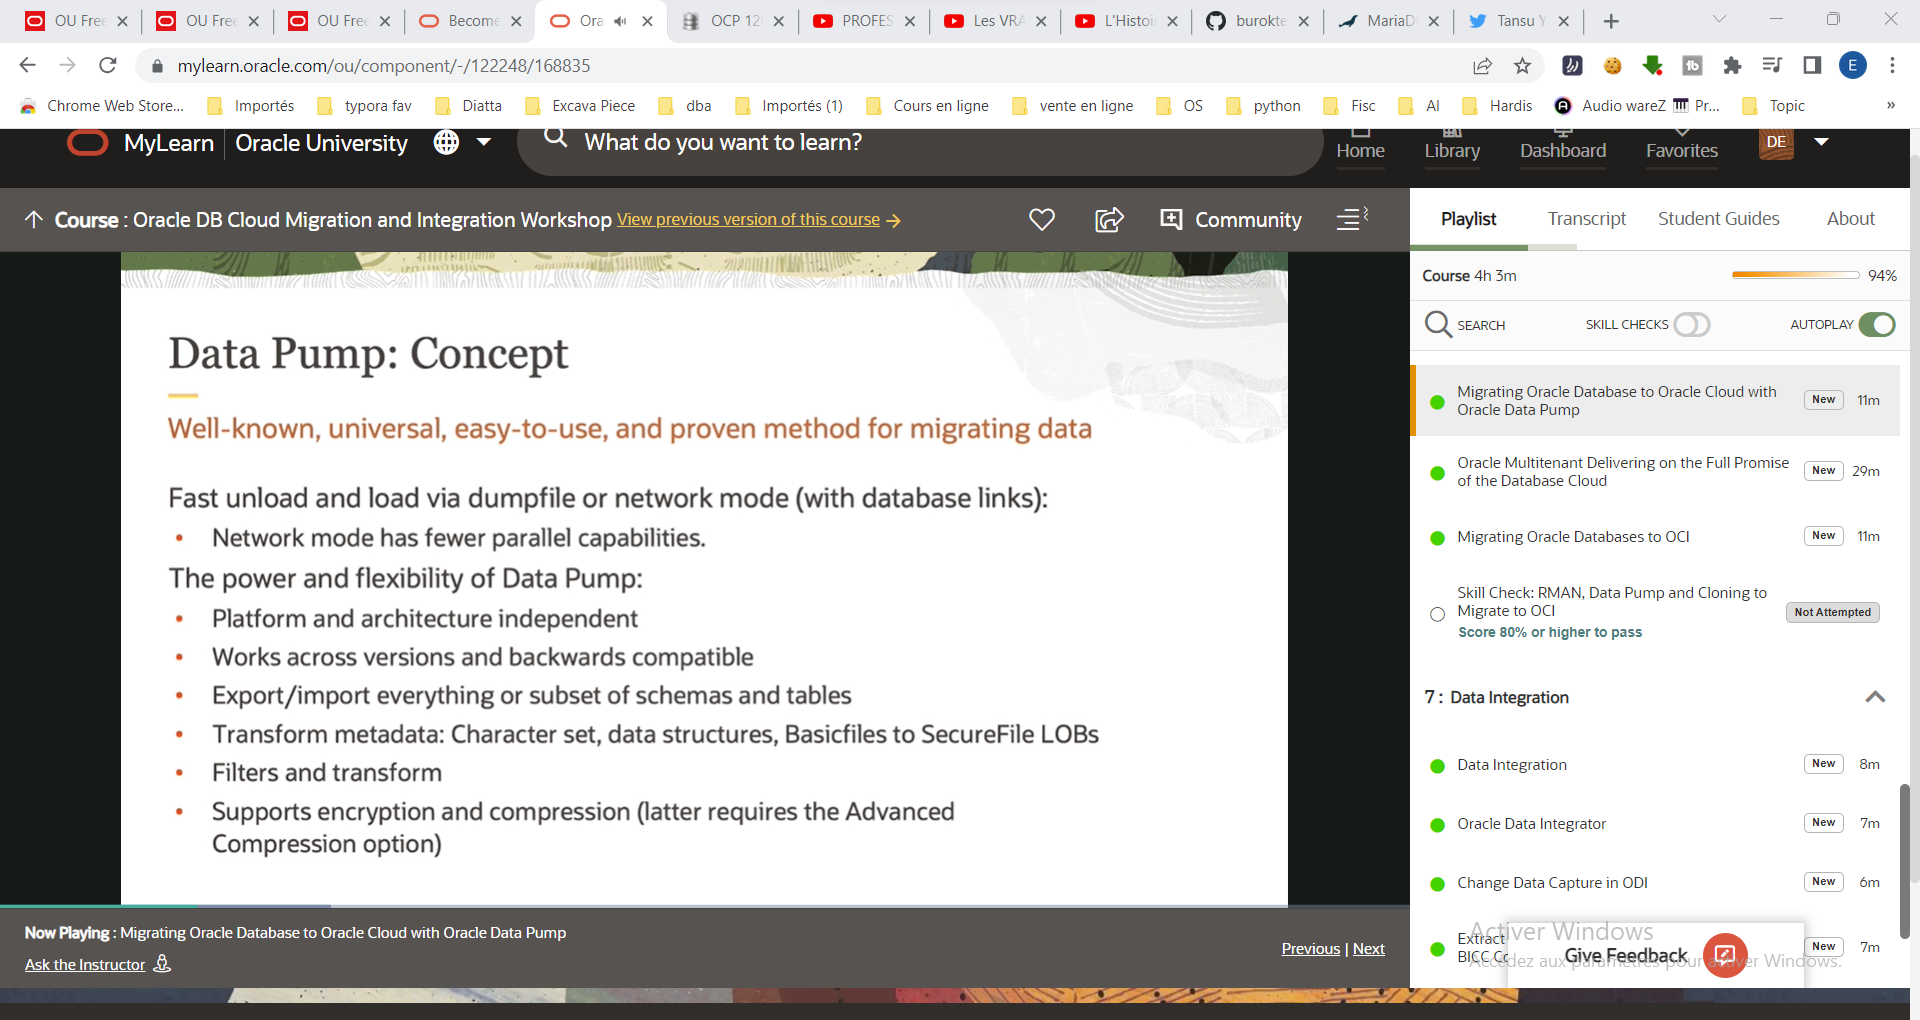 OU Free
OU Free
OU Free
Become
Ora
OCP 12
PROFES
Les VRA
L'Histoi
burokte
MariaD
Tansu Y
mylearn.oracle.com/ou/component/-/122248/168835
E
Chrome Web Store...
Importés
typora fav
Diatta
Excava Piece
dba
Importés (1)
Cours en ligne
vente en ligne
OS
python
Fisc
AI
Hardis
Audio wareZ
Pr...
Topic
»
MyLearn
Oracle University
What do you want to learn?
Home
Library
Dashboard
Favorites
DE
Course : Oracle DB Cloud Migration and Integration Workshop View previous version of this course
Community
Playlist
Transcript
Student Guides
About
Course 4h 3m
94%
SEARCH
SKILL CHECKS
AUTOPLAY
Data Pump: Concept
Well-known, universal, easy-to-use, and proven method for migrating data
Fast unload and load via dumpfile or network mode (with database links):
• Network mode has fewer parallel capabilities.
The power and flexibility of Data Pump:
• Platform and architecture independent
• Works across versions and backwards compatible
• Export/import everything or subset of schemas and tables
• Transform metadata: Character set, data structures, Basicfiles to SecureFile LOBs
• Filters and transform
• Supports encryption and compression (latter requires the Advanced
Compression option)
Migrating Oracle Database to Oracle Cloud with
Oracle Data Pump
New
11m
Oracle Multitenant Delivering on the Full Promise
of the Database Cloud
New
29m
Migrating Oracle Databases to OCI
New
11m
Skill Check: RMAN, Data Pump and Cloning to
Migrate to OCI
Score 80% or higher to pass
Not Attempted
7 : Data Integration
Data Integration
New
8m
Oracle Data Integrator
New
7m
Change Data Capture in ODI
New
6m
Extract
BICC Co
New
7m
Activer Windows
Accédez aux paramètres pour activer Windows.
Give Feedback
Now Playing : Migrating Oracle Database to Oracle Cloud with Oracle Data Pump
Ask the Instructor
Previous | Next